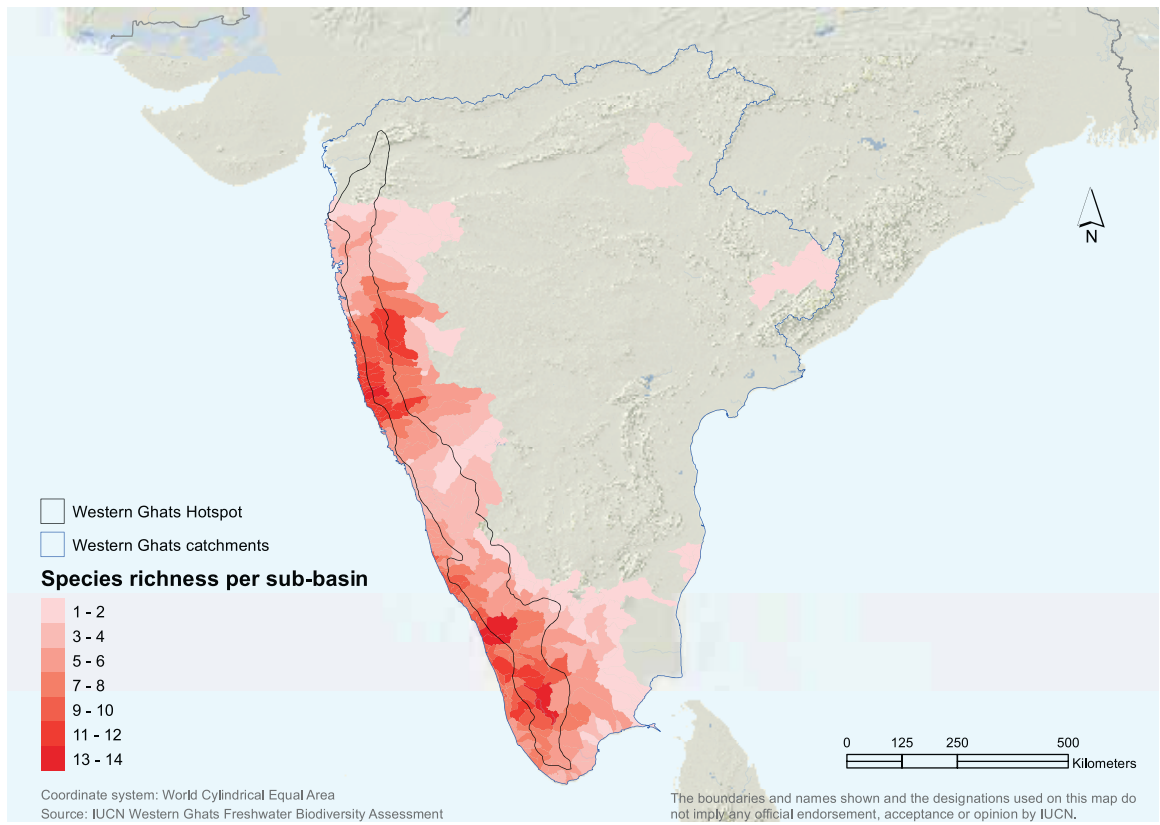 N
Western Ghats Hotspot
Western Ghats catchments
Species richness per sub-basin
1 - 2
3 - 4
5 - 6
7 - 8
9 - 10
11 - 12
13 - 14
0 125 250 500
Kilometers
Coordinate system: World Cylindrical Equal Area
Source: IUCN Western Ghats Freshwater Biodiversity Assessment
The boundaries and names shown and the designations used on this map do
not imply any official endorsement, acceptance or opinion by IUCN.